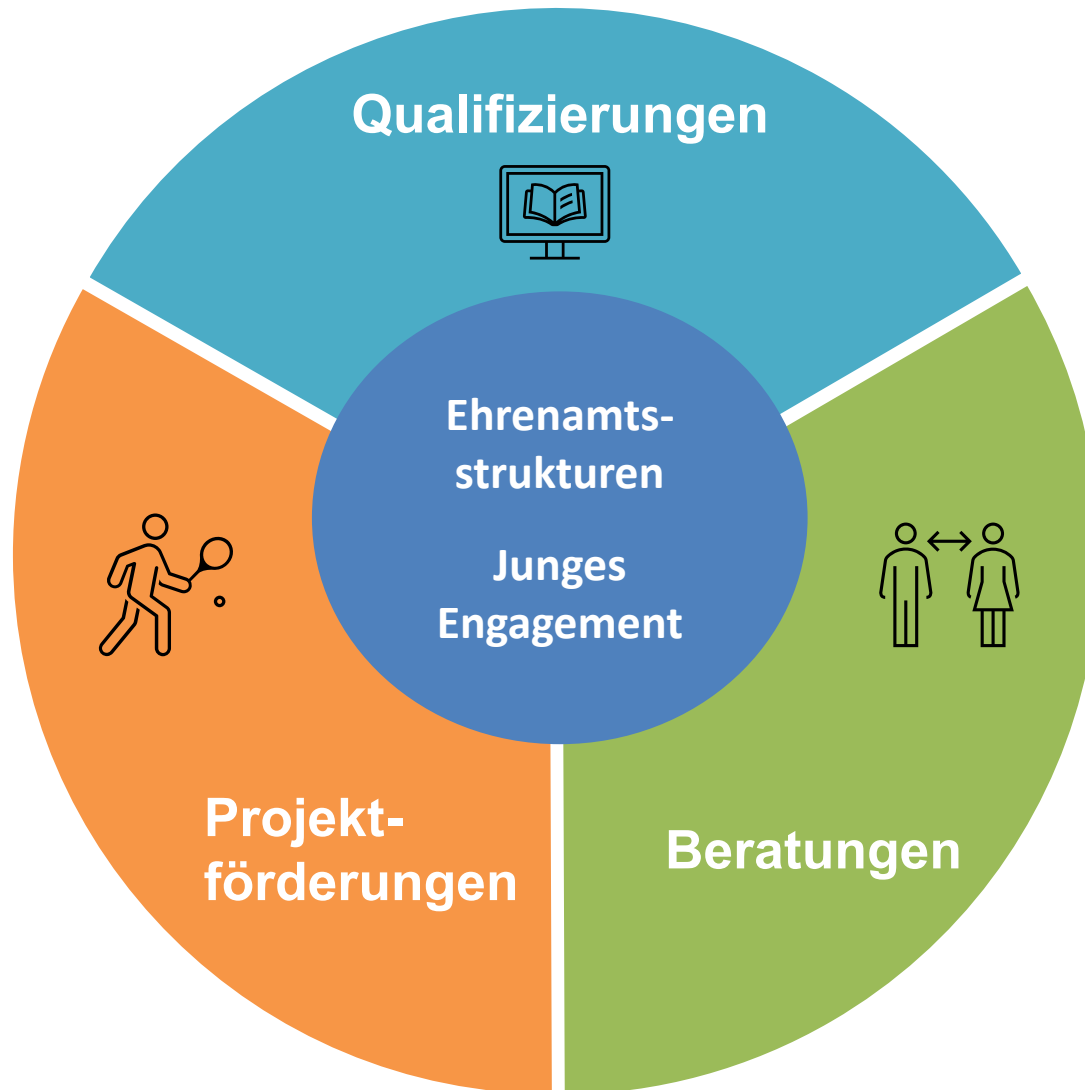 Qualifizierungen
Ehrenamts-
strukturen
Junges
Engagement
Projekt-
förderungen
Beratungen